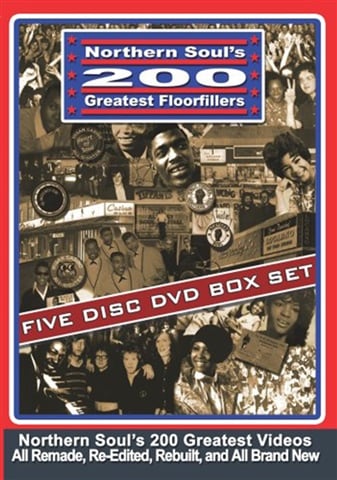 Northern Soul's
200
Greatest Floorfillers
Casino
FIVE DISC DVD BOX SET
Northern Soul's 200 Greatest Videos
All Remade, Re-Edited, Rebuilt, and All Brand New